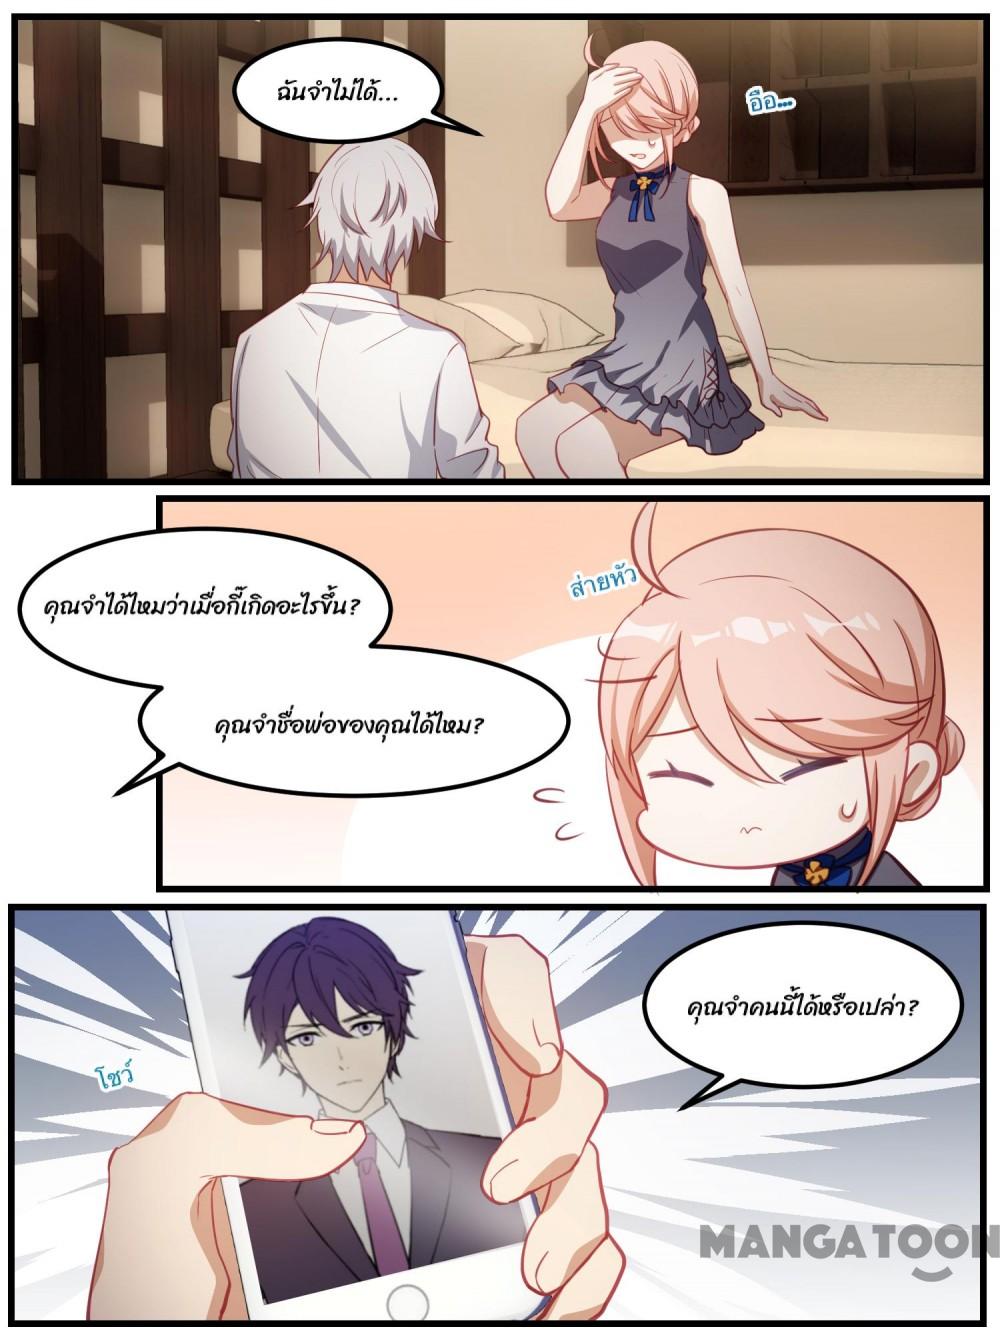 ฉันจำไม่ได้...
อือ...
ส่ายหัว
คุณจำได้ไหมว่าเมื่อกี๊เกิดอะไรขึ้น?
คุณจำชื่อพ่อของคุณได้ไหม?
คุณจำคนนี้ได้หรือเปล่า?
โชว์
MANGATOON